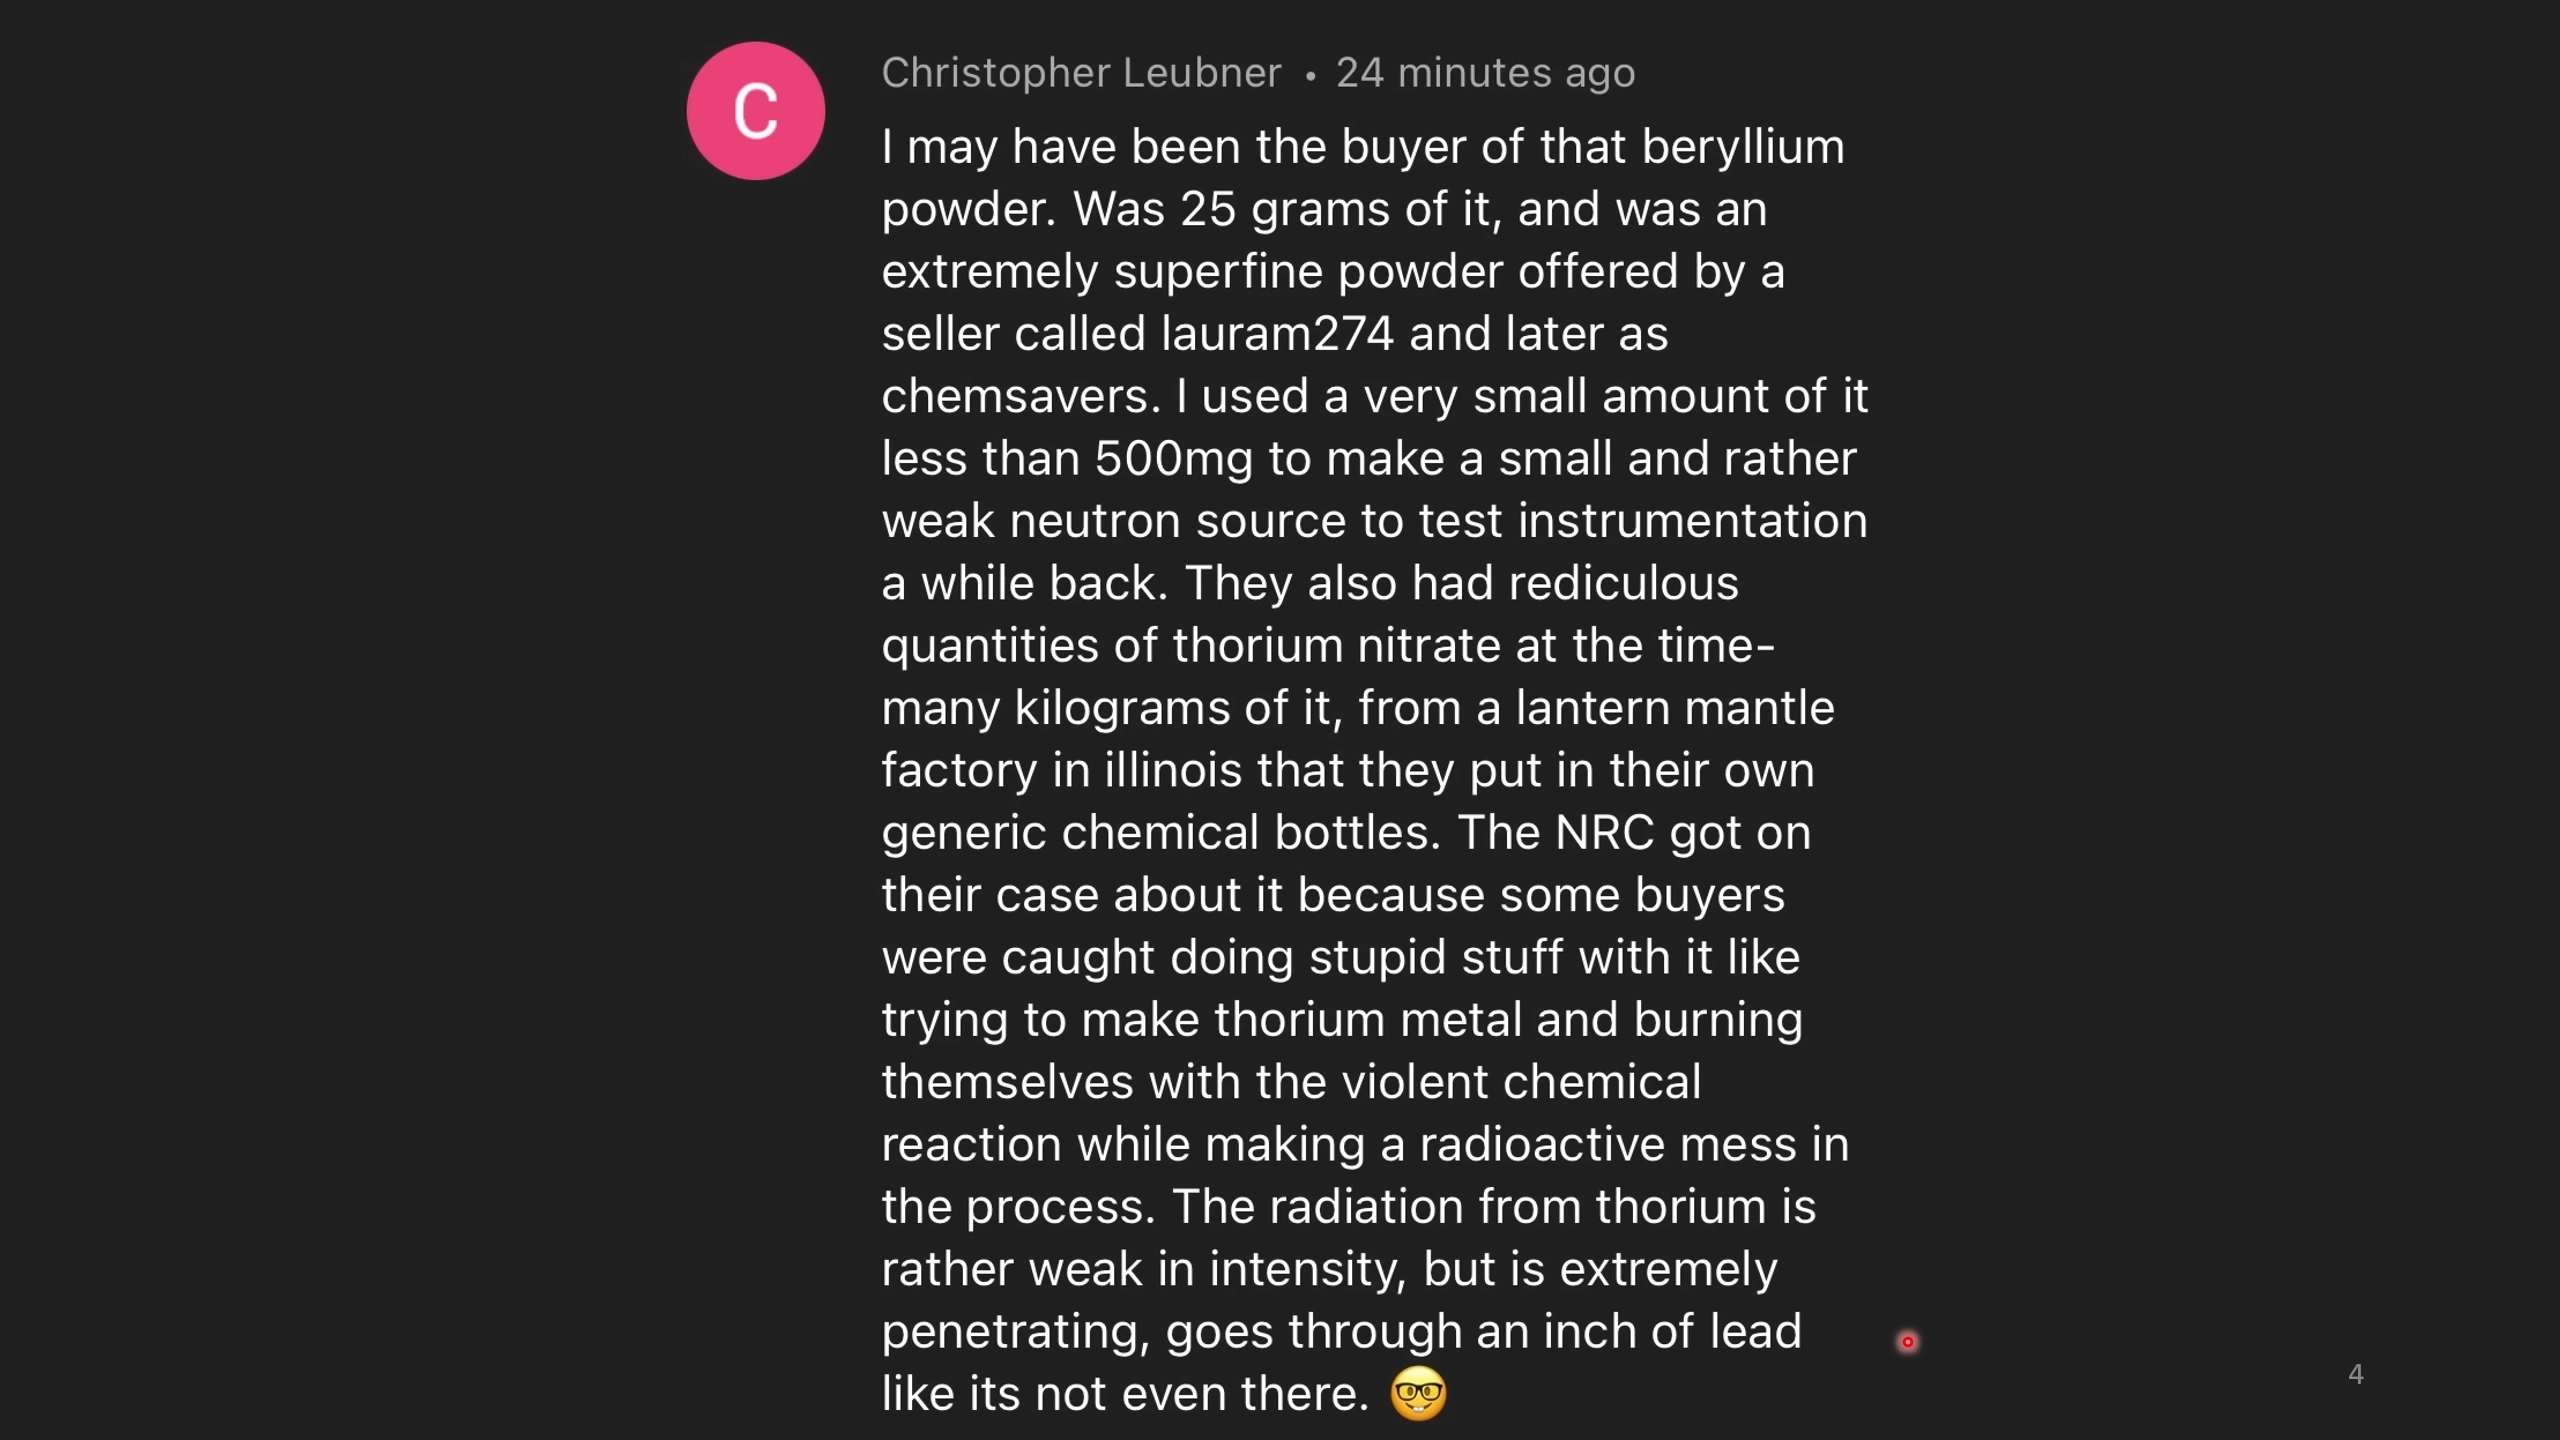 C
Christopher Leubner • 24 minutes ago
I may have been the buyer of that beryllium
powder. Was 25 grams of it, and was an
extremely superfine powder offered by a
seller called lauram274 and later as
chemsavers. I used a very small amount of it
less than 500mg to make a small and rather
weak neutron source to test instrumentation
a while back. They also had rediculous
quantities of thorium nitrate at the time-
many kilograms of it, from a lantern mantle
factory in illinois that they put in their own
generic chemical bottles. The NRC got on
their case about it because some buyers
were caught doing stupid stuff with it like
trying to make thorium metal and burning
themselves with the violent chemical
reaction while making a radioactive mess in
the process. The radiation from thorium is
rather weak in intensity, but is extremely
penetrating, goes through an inch of lead
like its not even there. 🤓
4